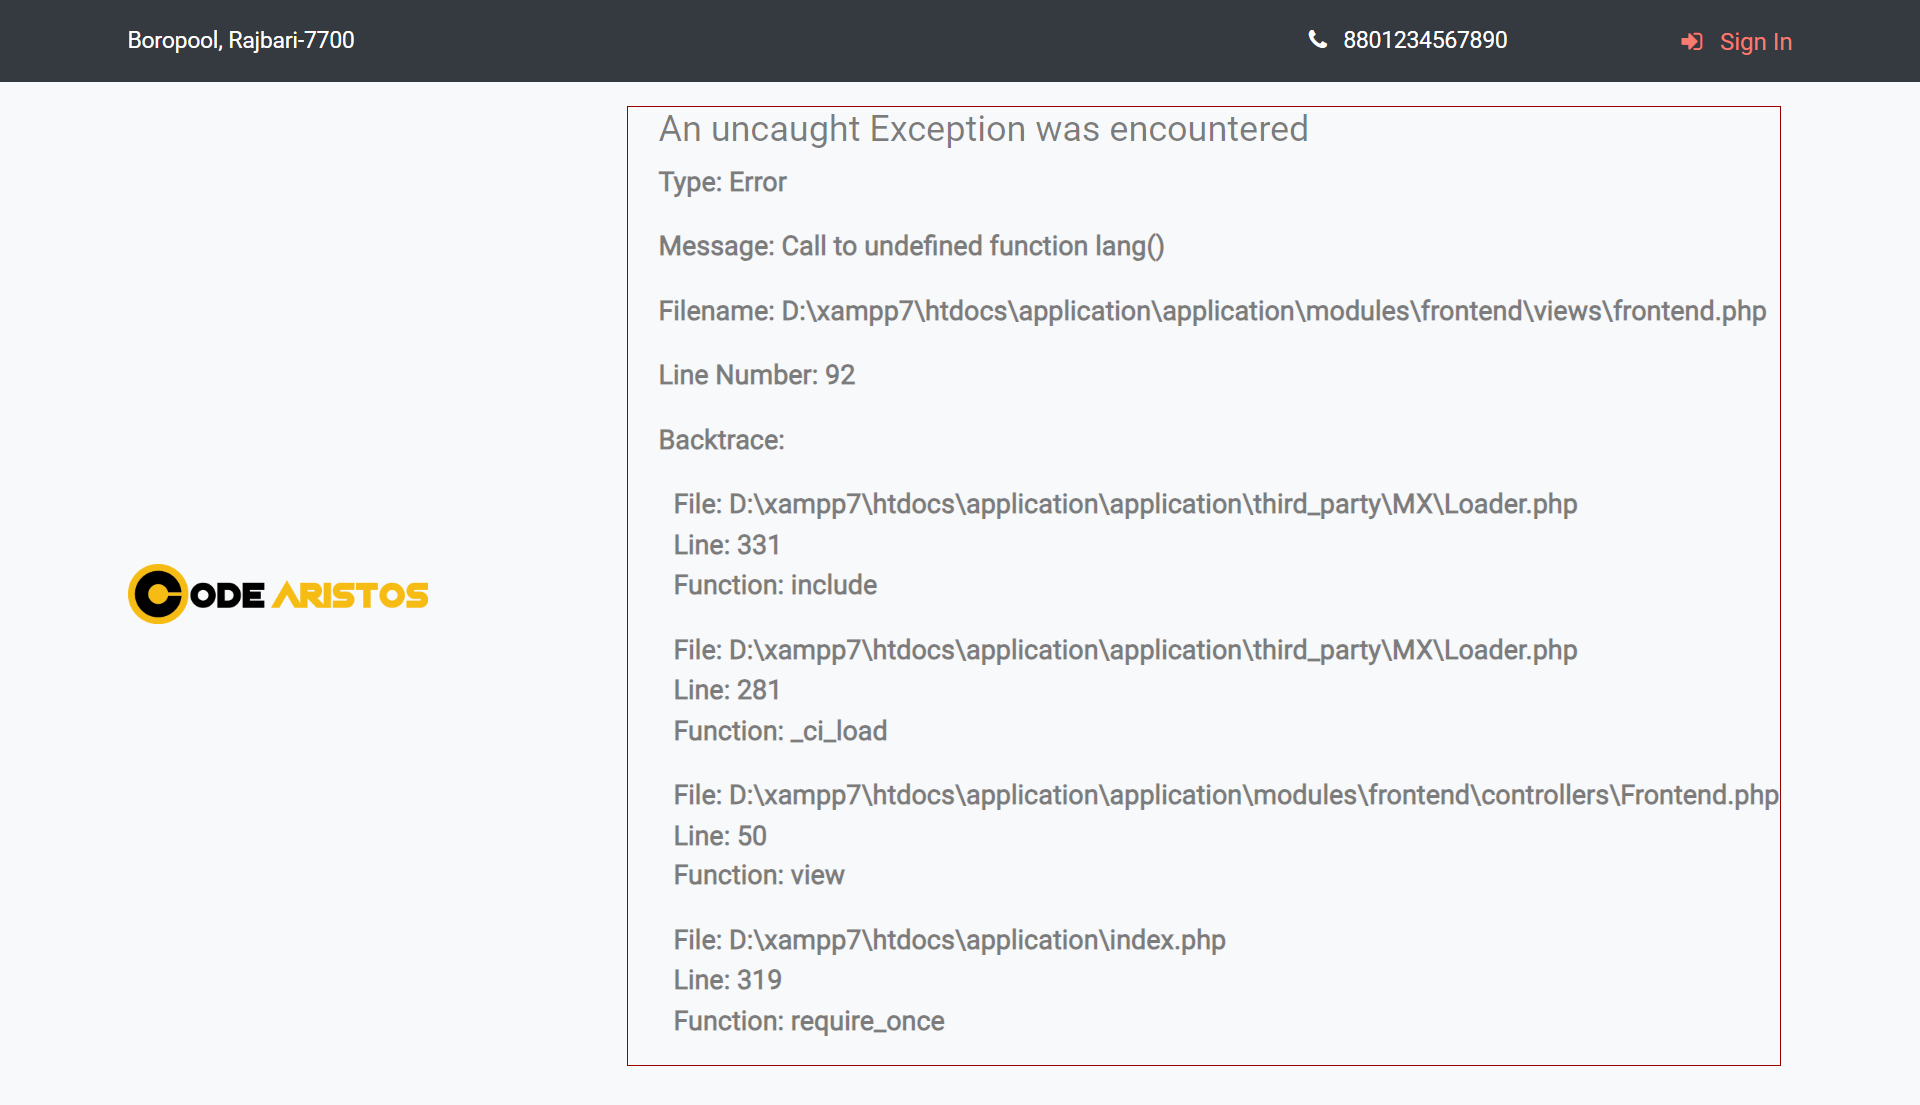 Boropool, Rajbari-7700
8801234567890
Sign In
An uncaught Exception was encountered
Type: Error
Message: Call to undefined function lang()
Filename: D:\xampp7\htdocs\application\application\modules\frontend\views\frontend.php
Line Number: 92
Backtrace:
File: D:\xampp7\htdocs\application\application\third_party\MX\Loader.php
Line: 331
Function: include
CODE ARISTOS
File: D:\xampp7\htdocs\application\application\third_party\MX\Loader.php
Line: 281
Function: _ci_load
File: D:\xampp7\htdocs\application\application\modules\frontend\controllers\Frontend.php
Line: 50
Function: view
File: D:\xampp7\htdocs\application\index.php
Line: 319
Function: require_once